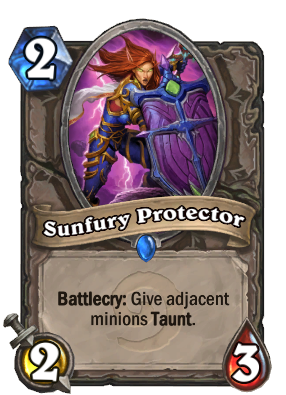 2
Sunfury Protector
Battlecry: Give adjacent
minions Taunt.
2
3